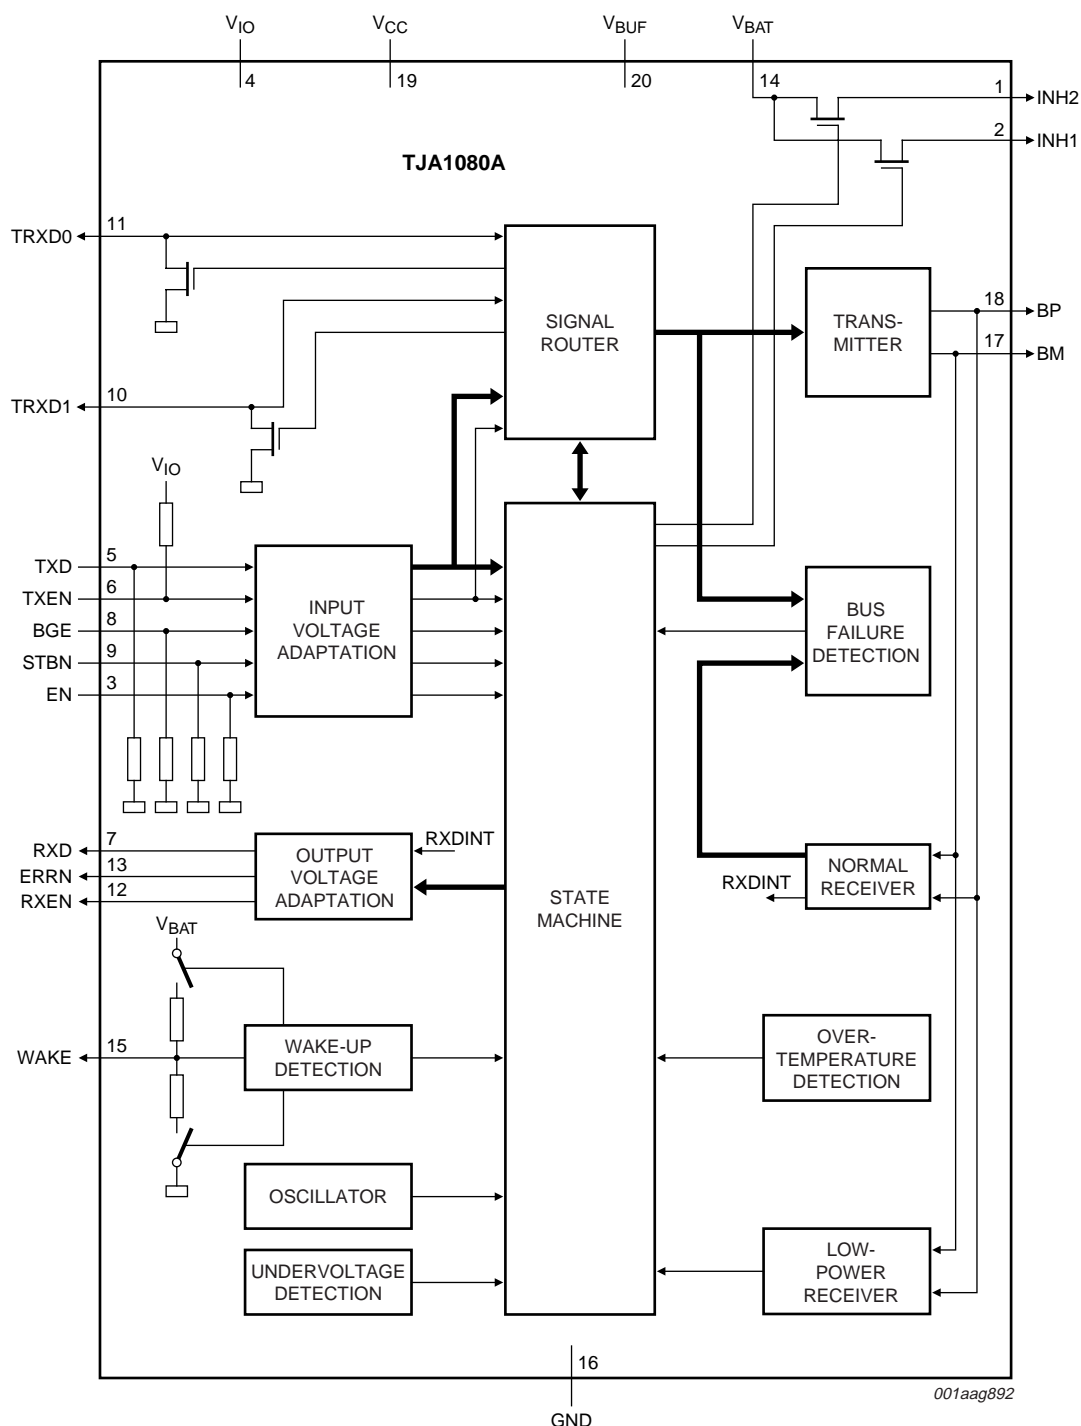 VIO
VCC
VBUF
VBAT
4
19
20
14
1
INH2
2
INH1
TJA1080A
TRXD0
11
SIGNAL
ROUTER
TRANS-
MITTER
18
BP
17
BM
TRXD1
10
VIO
TXD
5
TXEN
6
BGE
8
STBN
9
EN
3
INPUT
VOLTAGE
ADAPTATION
BUS
FAILURE
DETECTION
RXD
7
ERRN
13
RXEN
12
OUTPUT
VOLTAGE
ADAPTATION
RXDINT
STATE
MACHINE
RXDINT
NORMAL
RECEIVER
VBAT
WAKE
15
WAKE-UP
DETECTION
OVER-
TEMPERATURE
DETECTION
OSCILLATOR
UNDERVOLTAGE
DETECTION
LOW-
POWER
RECEIVER
16
GND
001aag892